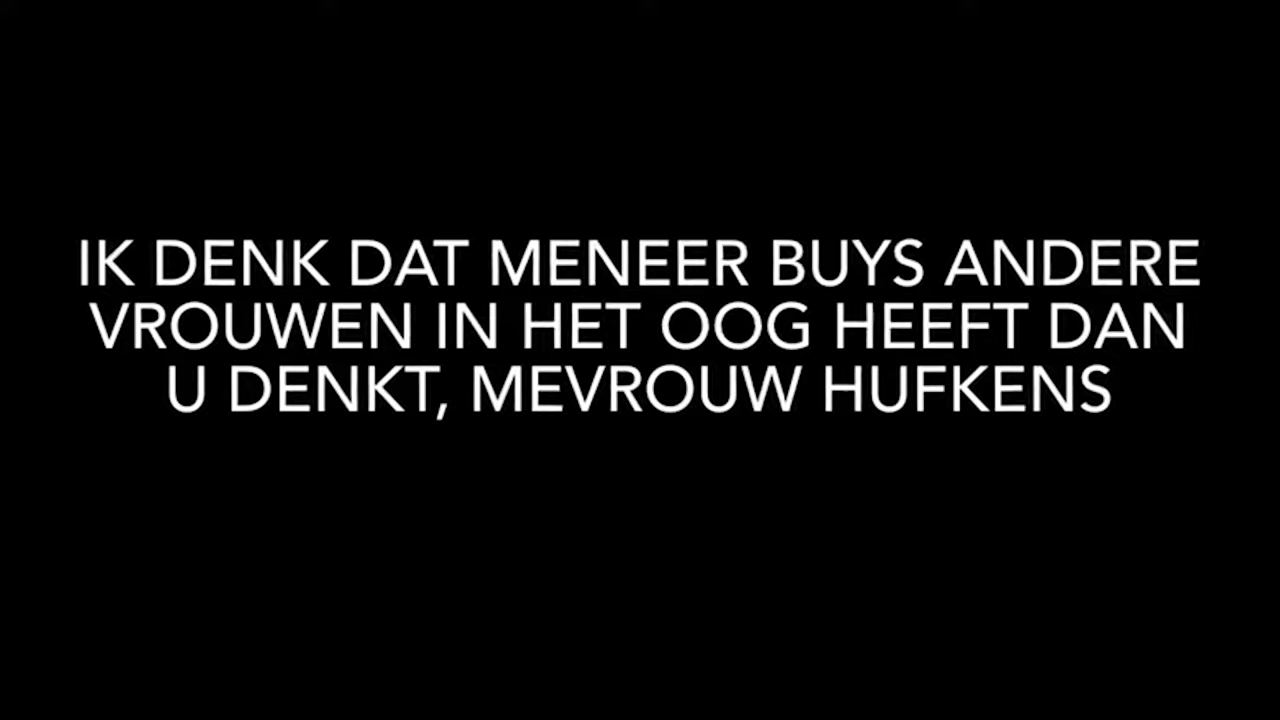 IK DENK DAT MENEER BUYS ANDERE
VROUWEN IN HET OOG HEEFT DAN
U DENKT, MEVROUW HUFKENS